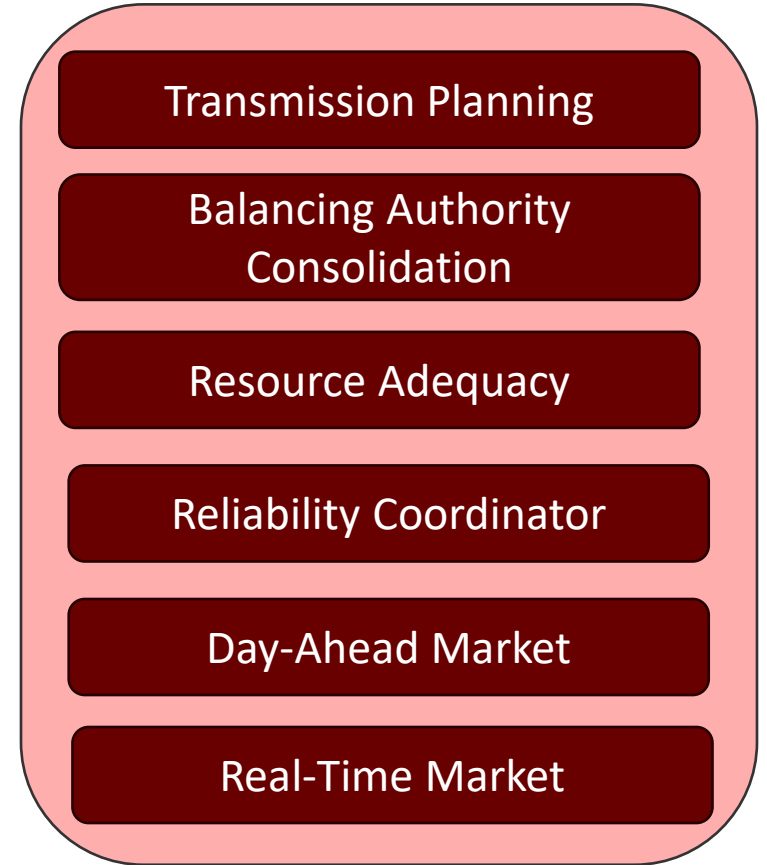 Transmission Planning
Balancing Authority
Consolidation
Resource Adequacy
Reliability Coordinator
Day-Ahead Market
Real-Time Market